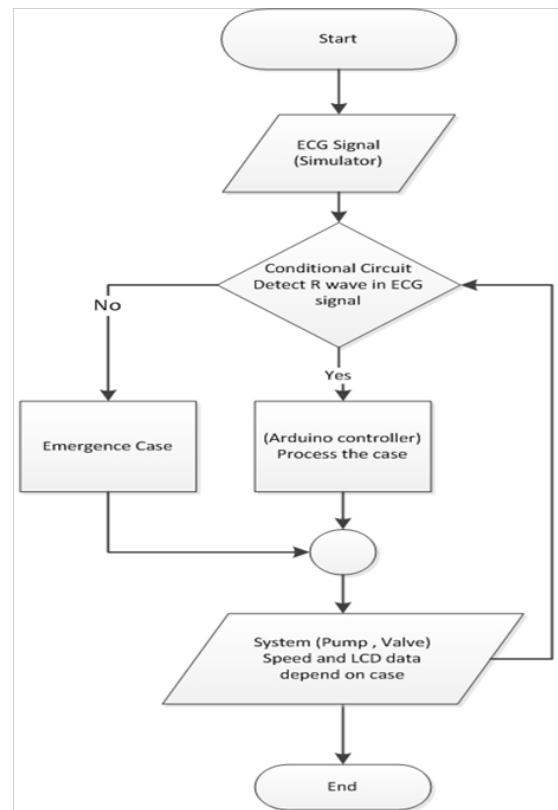 Start
ECG Signal
(Simulator)
Conditional Circuit
Detect R wave in ECG
signal
No
Yes
Emergence Case
(Arduino controller)
Process the case
System (Pump , Valve)
Speed and LCD data
depend on case
End